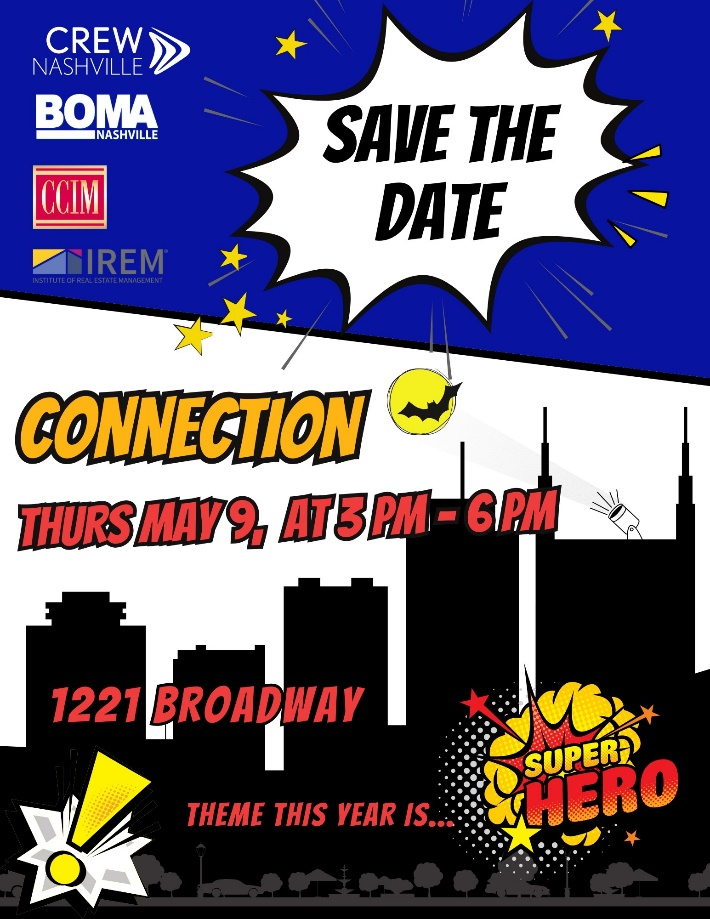 CREW
NASHVILLE
BOMA
NASHVILLE
CCIM
IREM®
INSTITUTE OF REAL ESTATE MANAGEMENT
SAVE THE
DATE
CONNECTION
THURS MAY 9, AT 3 PM - 6 PM
1221 BROADWAY
THEME THIS YEAR IS...
SUPER
HERO